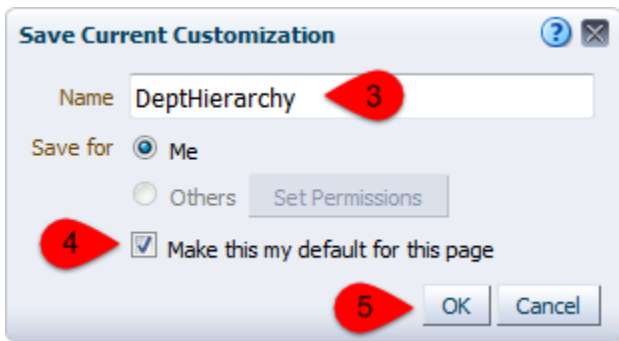 Save Current Customization ?
Name DeptHierarchy 3
Save for Me
Others Set Permissions
4 Make this my default for this page
5 OK Cancel